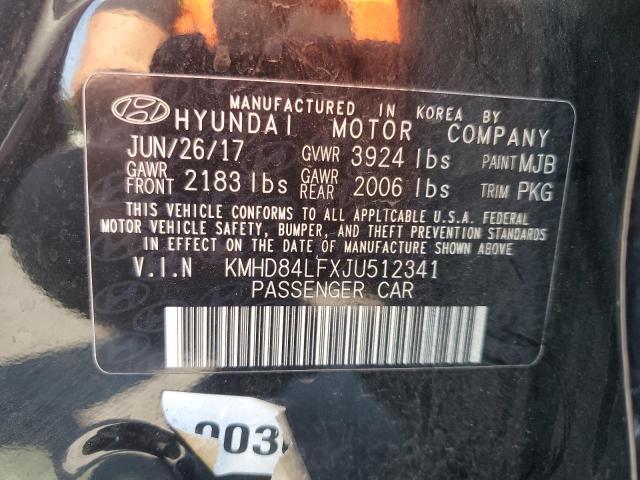 MANUFACTURED IN KOREA BY
HYUNDAI MOTOR COMPANY
JUN/26/17 GVWR 3924 lbs PAINT MJB
GAWR FRONT 2183 lbs GAWR REAR 2006 lbs TRIM PKG
THIS VEHICLE CONFORMS TO ALL APPLICABLE U.S.A. FEDERAL
MOTOR VEHICLE SAFETY, BUMPER, AND THEFT PREVENTION STANDARDS
IN EFFECT ON THE DATE OF MANUFACTURE SHOWN ABOVE.
V.I.N KMHD84LFXJU512341
PASSENGER CAR